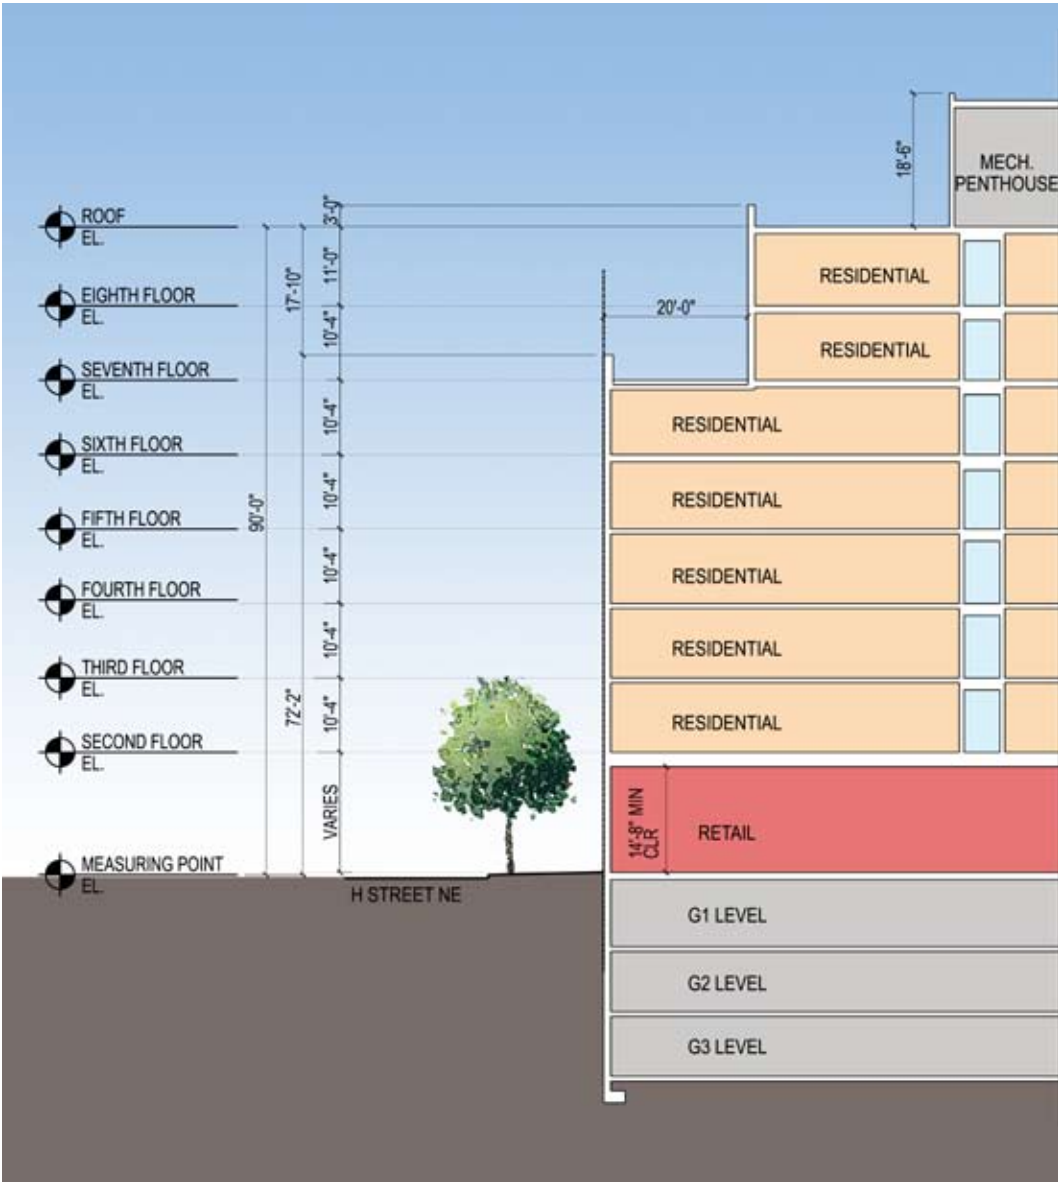 18'-6"
MECH.
PENTHOUSE
ROOF
EL.
3'-0"
11'-0"
17'-10"
RESIDENTIAL
EIGHTH FLOOR
EL.
20'-0"
10'-4"
RESIDENTIAL
SEVENTH FLOOR
EL.
10'-4"
RESIDENTIAL
SIXTH FLOOR
EL.
10'-4"
RESIDENTIAL
90'-0"
FIFTH FLOOR
EL.
10'-4"
RESIDENTIAL
FOURTH FLOOR
EL.
10'-4"
RESIDENTIAL
THIRD FLOOR
EL.
72'-2"
10'-4"
RESIDENTIAL
SECOND FLOOR
EL.
VARIES
14'-8" MIN
CLR
RETAIL
MEASURING POINT
EL.
H STREET NE
G1 LEVEL
G2 LEVEL
G3 LEVEL